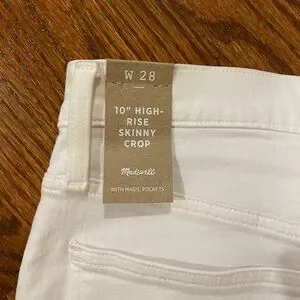 W 28
10" HIGH-
RISE
SKINNY
CROP
Madewell
WITH MAGIC POCKETS